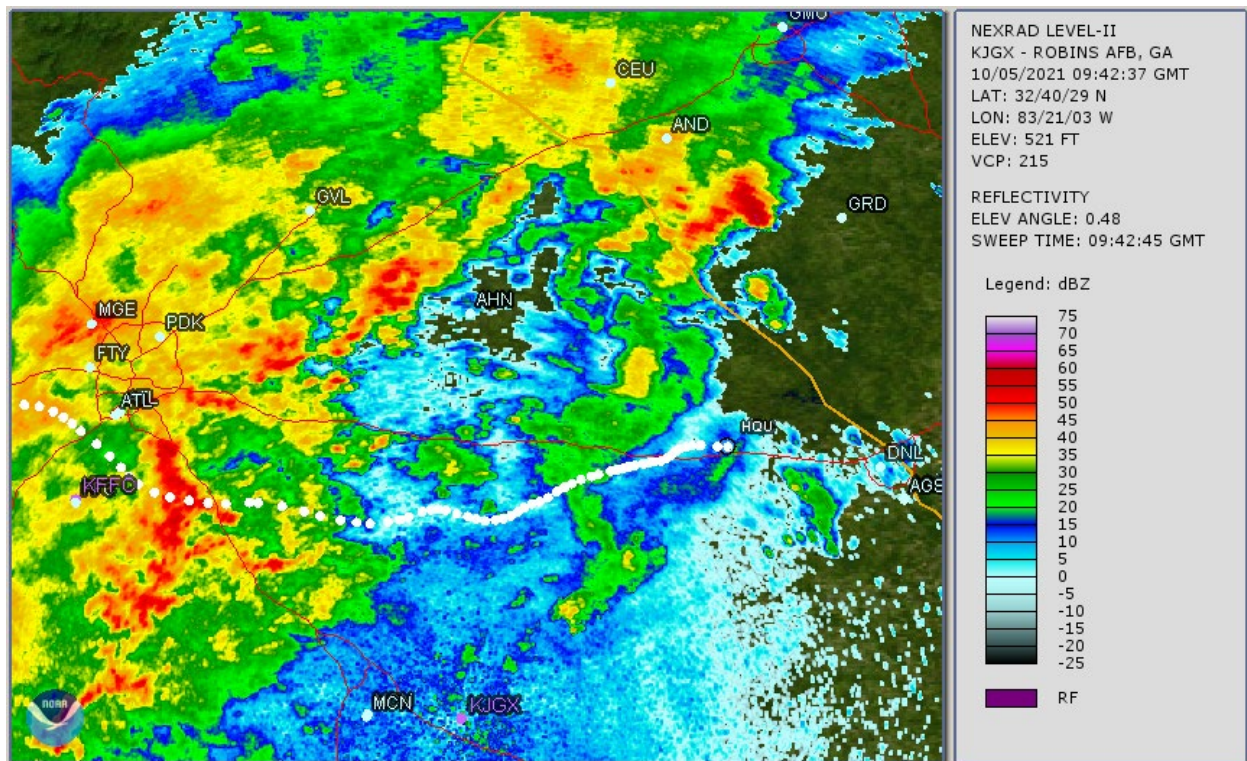 NEXRAD LEVEL-II
KJGX - ROBINS AFB, GA
10/05/2021 09:42:37 GMT
LAT: 32/40/29 N
LON: 83/21/03 W
ELEV: 521 FT
VCP: 215
REFLECTIVITY
ELEV ANGLE: 0.48
SWEEP TIME: 09:42:45 GMT
Legend: dBZ
75
70
65
60
55
50
45
40
35
30
25
20
15
10
5
0
-5
-10
-15
-20
-25
RF
CEU
AND
GVL
GRD
AHN
MGE
PDK
FTY
HQU
DNL
AGS
KFFC
MCN
KJGX